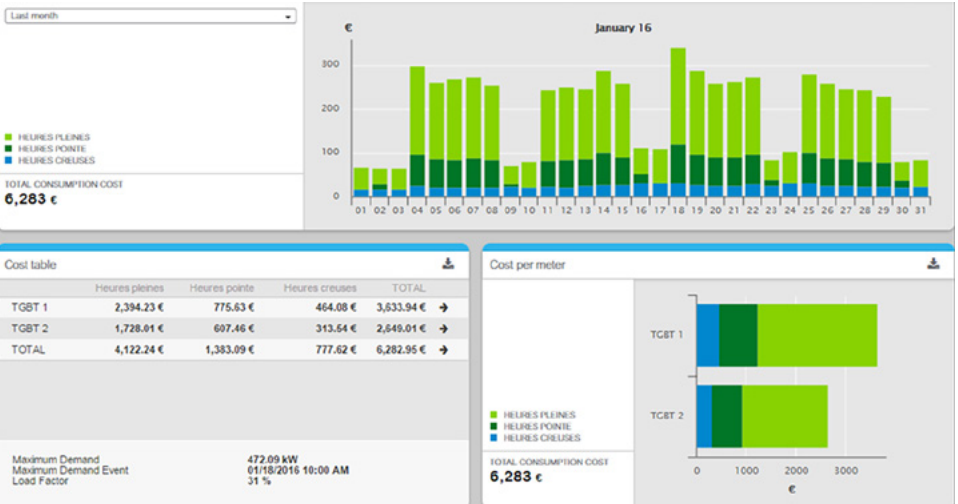 Last month
HEURES PLEINES
HEURES POINTE
HEURES CREUSES
TOTAL CONSUMPTION COST
6,283 €
€
January 16
300
200
100
0
01 02 03 04 05 06 07 08 09 10 11 12 13 14 15 16 17 18 19 20 21 22 23 24 25 26 27 28 29 30 31
Cost table
Heures pleines Heures pointe Heures creuses TOTAL
TGBT 1 2,394.23 € 775.63 € 464.08 € 3,633.94 € →
TGBT 2 1,728.01 € 607.46 € 313.54 € 2,649.01 € →
TOTAL 4,122.24 € 1,383.09 € 777.62 € 6,282.95 € →
Maximum Demand 472.09 kW
Maximum Demand Event 01/18/2016 10:00 AM
Load Factor 31 %
Cost per meter
HEURES PLEINES
HEURES POINTE
HEURES CREUSES
TOTAL CONSUMPTION COST
6,283 €
TGBT 1
TGBT 2
0 1000 2000 3000
€